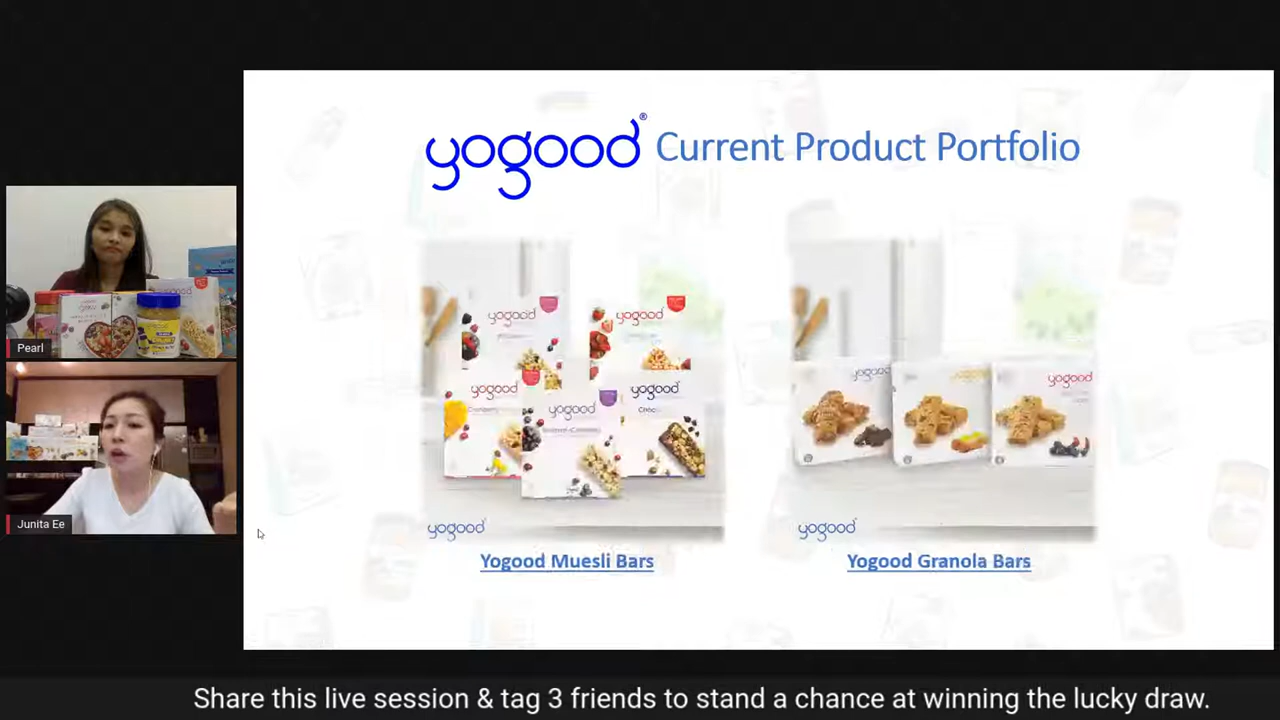 yogood® Current Product Portfolio
Pearl
Junita Ee
yogood
yogood
yogood
yogood
yogood
Choc
yogood
yogood
yogood
yogood
yogood
Yogood Muesli Bars
Yogood Granola Bars
Share this live session & tag 3 friends to stand a chance at winning the lucky draw.